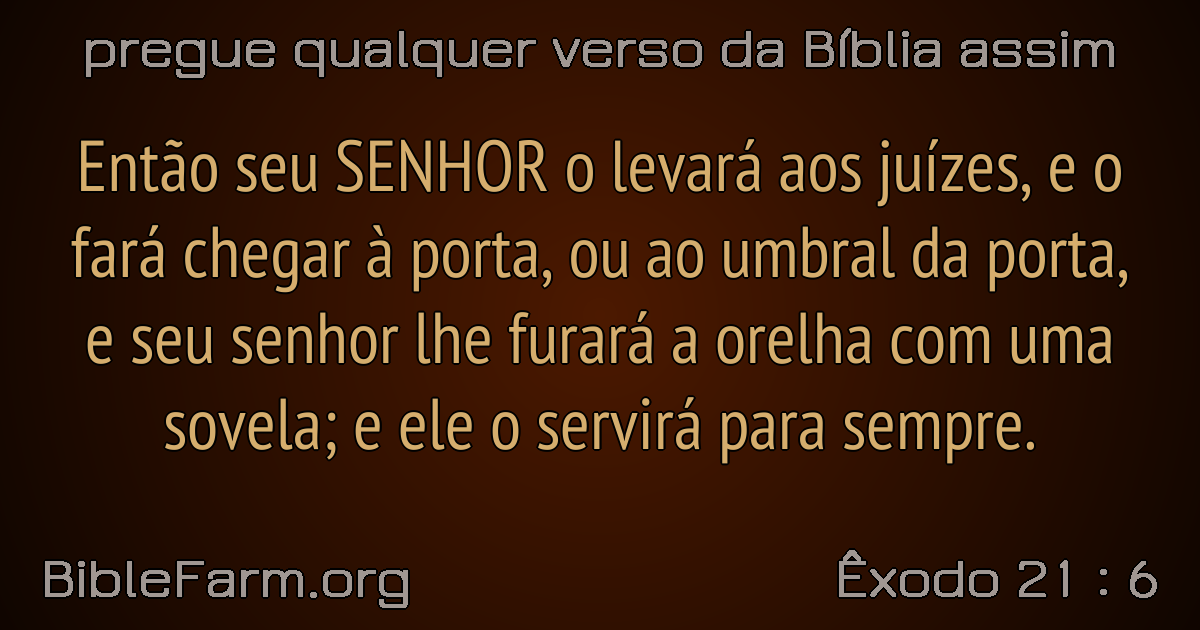 pregue qualquer verso da Bíblia assim
Então seu SENHOR o levará aos juízes, e o
fará chegar à porta, ou ao umbral da porta,
e seu senhor lhe furará a orelha com uma
sovela; e ele o servirá para sempre.
BibleFarm.org
Êxodo 21 : 6